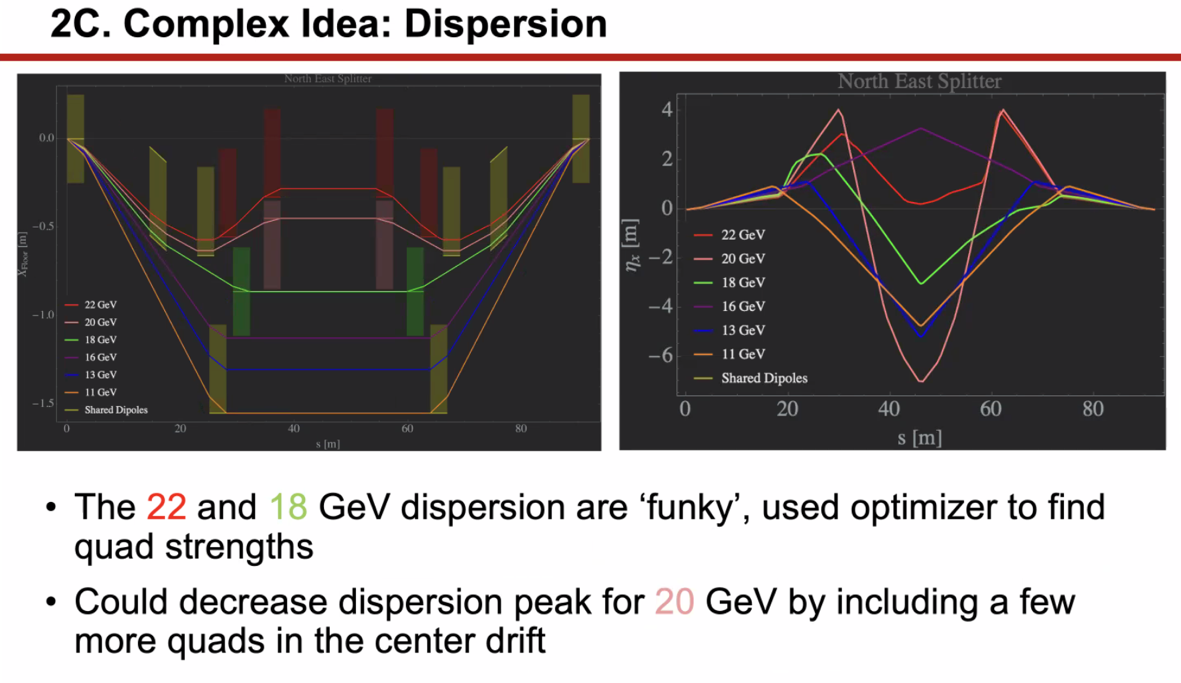 2C. Complex Idea: Dispersion
North East Splitter
0.0
−0.5
−1.0
−1.5
XFloor [m]
22 GeV
20 GeV
18 GeV
16 GeV
13 GeV
11 GeV
Shared Dipoles
0 20 40 60 80
s [m]
North East Splitter
4
2
0
−2
−4
−6
ηx [m]
22 GeV
20 GeV
18 GeV
16 GeV
13 GeV
11 GeV
Shared Dipoles
0 20 40 60 80
s [m]
• The 22 and 18 GeV dispersion are ‘funky’, used optimizer to find
quad strengths
• Could decrease dispersion peak for 20 GeV by including a few
more quads in the center drift